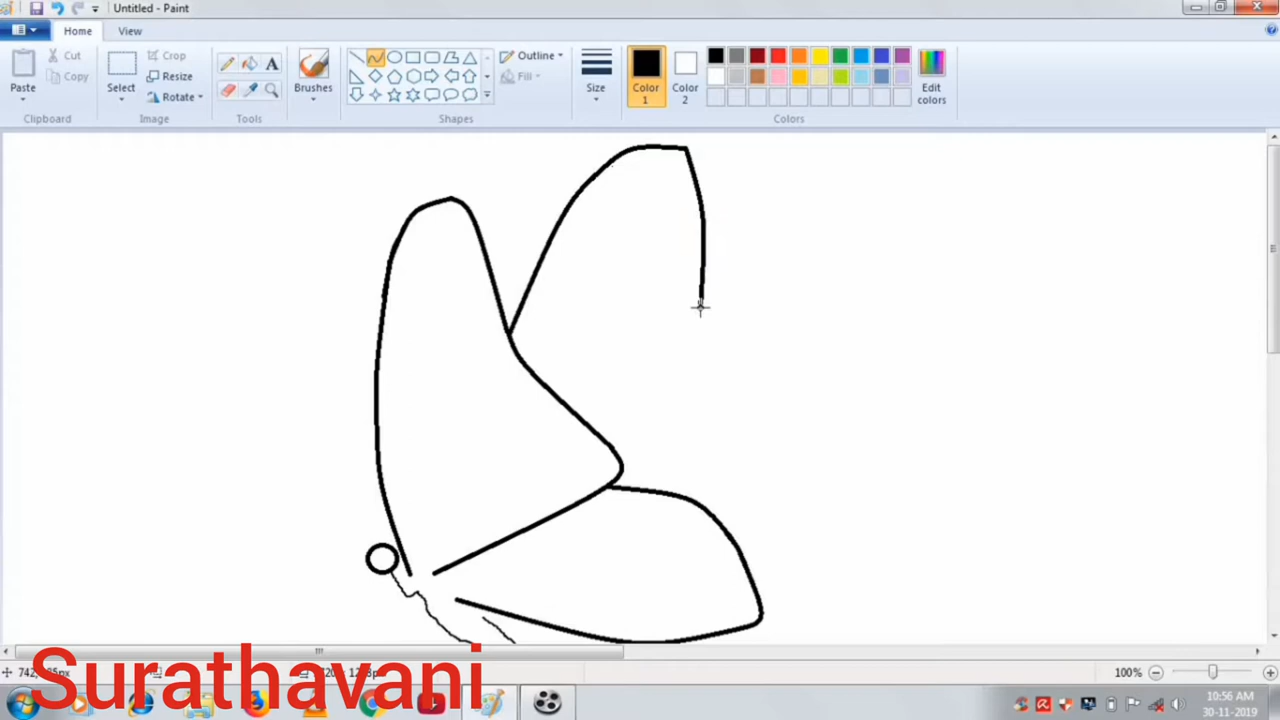 Untitled - Paint
Home View
Paste
Cut
Copy
Clipboard
Select
Crop
Resize
Rotate
Image
A
Tools
Brushes
Outline
Fill
Shapes
Size
Color 1
Color 2
Edit colors
Colors
100%
Surathavani
10:56 AM
30-11-2019